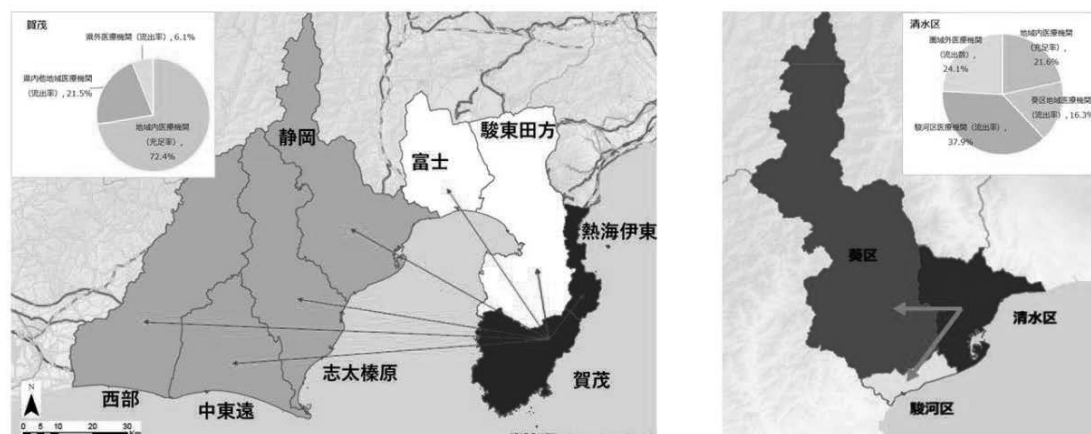 賀茂
県外医療機関（流出率）, 6.1%
県内他地域医療機関
（流出率）, 21.5%
地域内医療機関
（充足率）,
72.4%
静岡
富士
駿東田方
熱海伊東
賀茂
志太榛原
中東遠
西部
N
0 5 10 20 30
清水区
圏域外医療機関
（流出数）
24.1%
地域内医療機関
（充足率）
21.6%
葵区地域医療機関
（流出率）, 16.3%
駿河区医療機関（流出率）
37.9%
葵区
清水区
駿河区